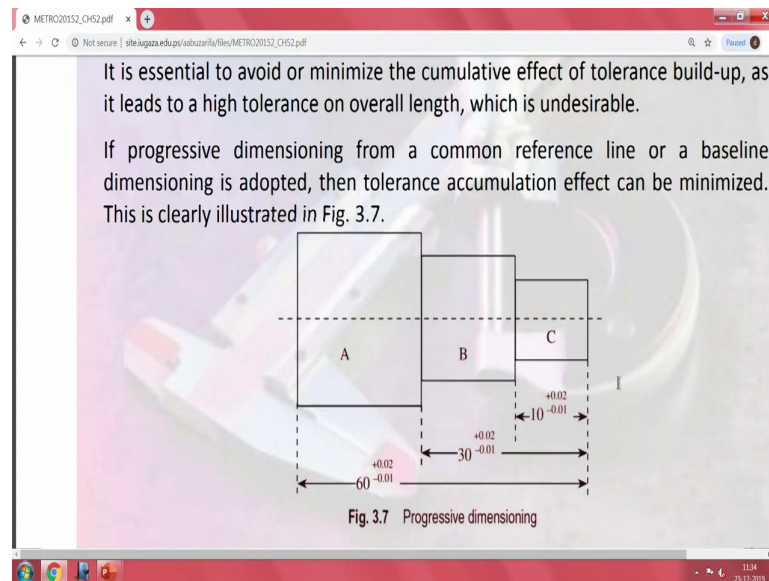 METRO20152_CH52.pdf
Not secure | site.iugaza.edu.ps/aabuzarifa/files/METRO20152_CH52.pdf
Paused
It is essential to avoid or minimize the cumulative effect of tolerance build-up, as
it leads to a high tolerance on overall length, which is undesirable.
If progressive dimensioning from a common reference line or a baseline
dimensioning is adopted, then tolerance accumulation effect can be minimized.
This is clearly illustrated in Fig. 3.7.
A
B
C
+0.02
10 -0.01
+0.02
30 -0.01
+0.02
60 -0.01
Fig. 3.7 Progressive dimensioning
11:34
23-12-2019